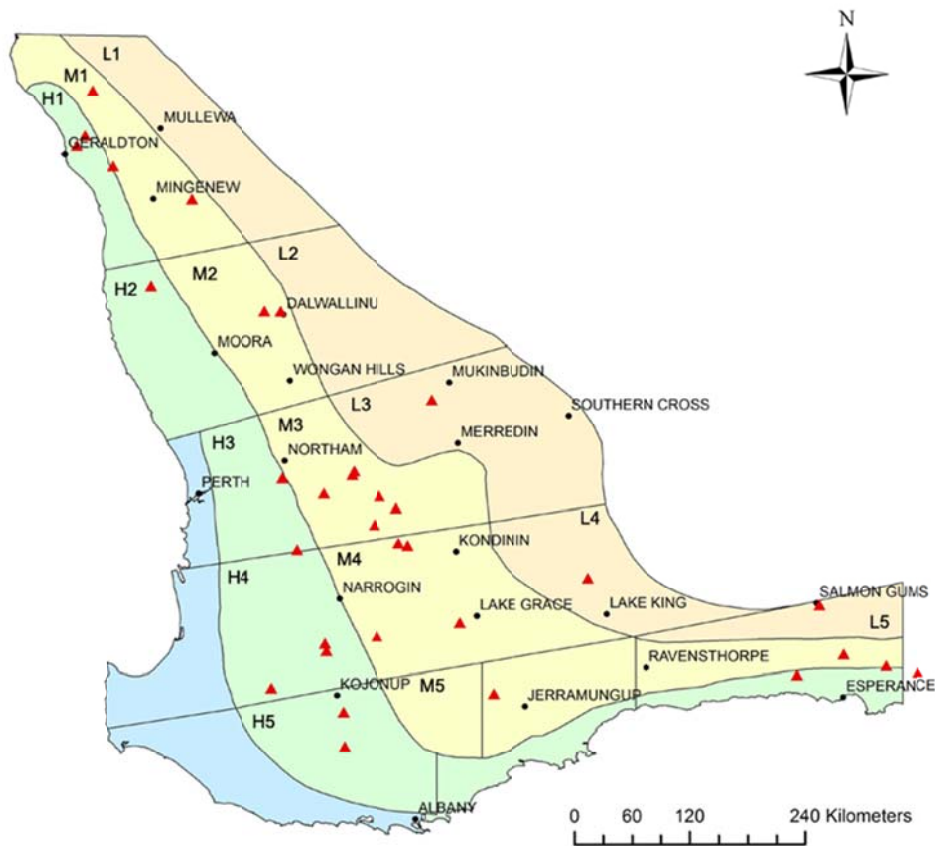 N
L1
M1
H1
MULLEWA
GERALDTON
MINGENEW
L2
M2
H2
DALWALLINU
MOORA
WONGAN HILLS
MUKINBUDIN
L3
SOUTHERN CROSS
M3
H3
MERREDIN
NORTHAM
PERTH
L4
KONDININ
M4
H4
NARROGIN
SALMON GUMS
LAKE GRACE
LAKE KING
L5
RAVENSTHORPE
M5
KOJONUP
ESPERANCE
JERRAMUNGUP
H5
ALBANY
0 60 120 240 Kilometers